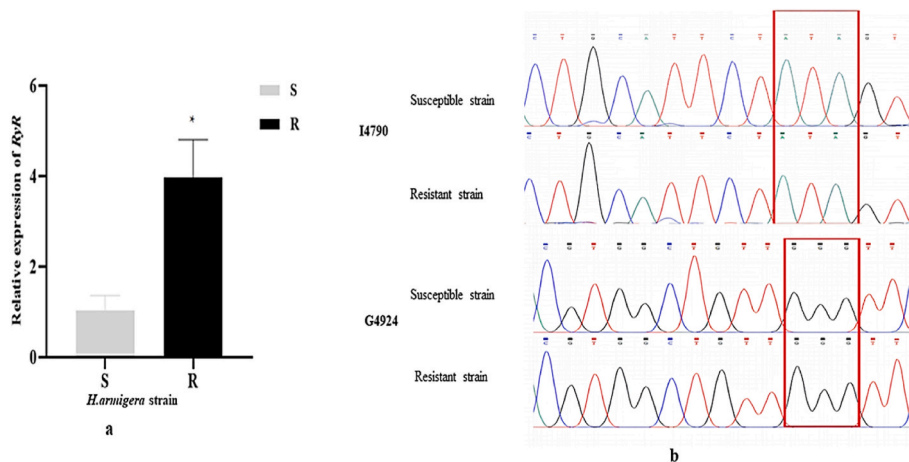 6
S
R
*
4
2
0
Relative expression of RyR
S R
H.armigera strain
a
I4790
Susceptible strain
C T G C A T T C T A T A G T
Resistant strain
C T G C A T T C T A T A G T
G4924
Susceptible strain
C G T G G C T G T T G G G T T
Resistant strain
C G T G G C T G T T G G G T T
b